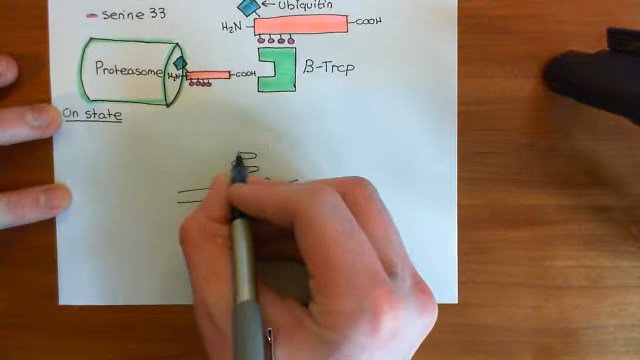 serine 33
Ubiquitin
H₂N
COOH
Proteasome
H₂N
COOH
B-Trcp
On state